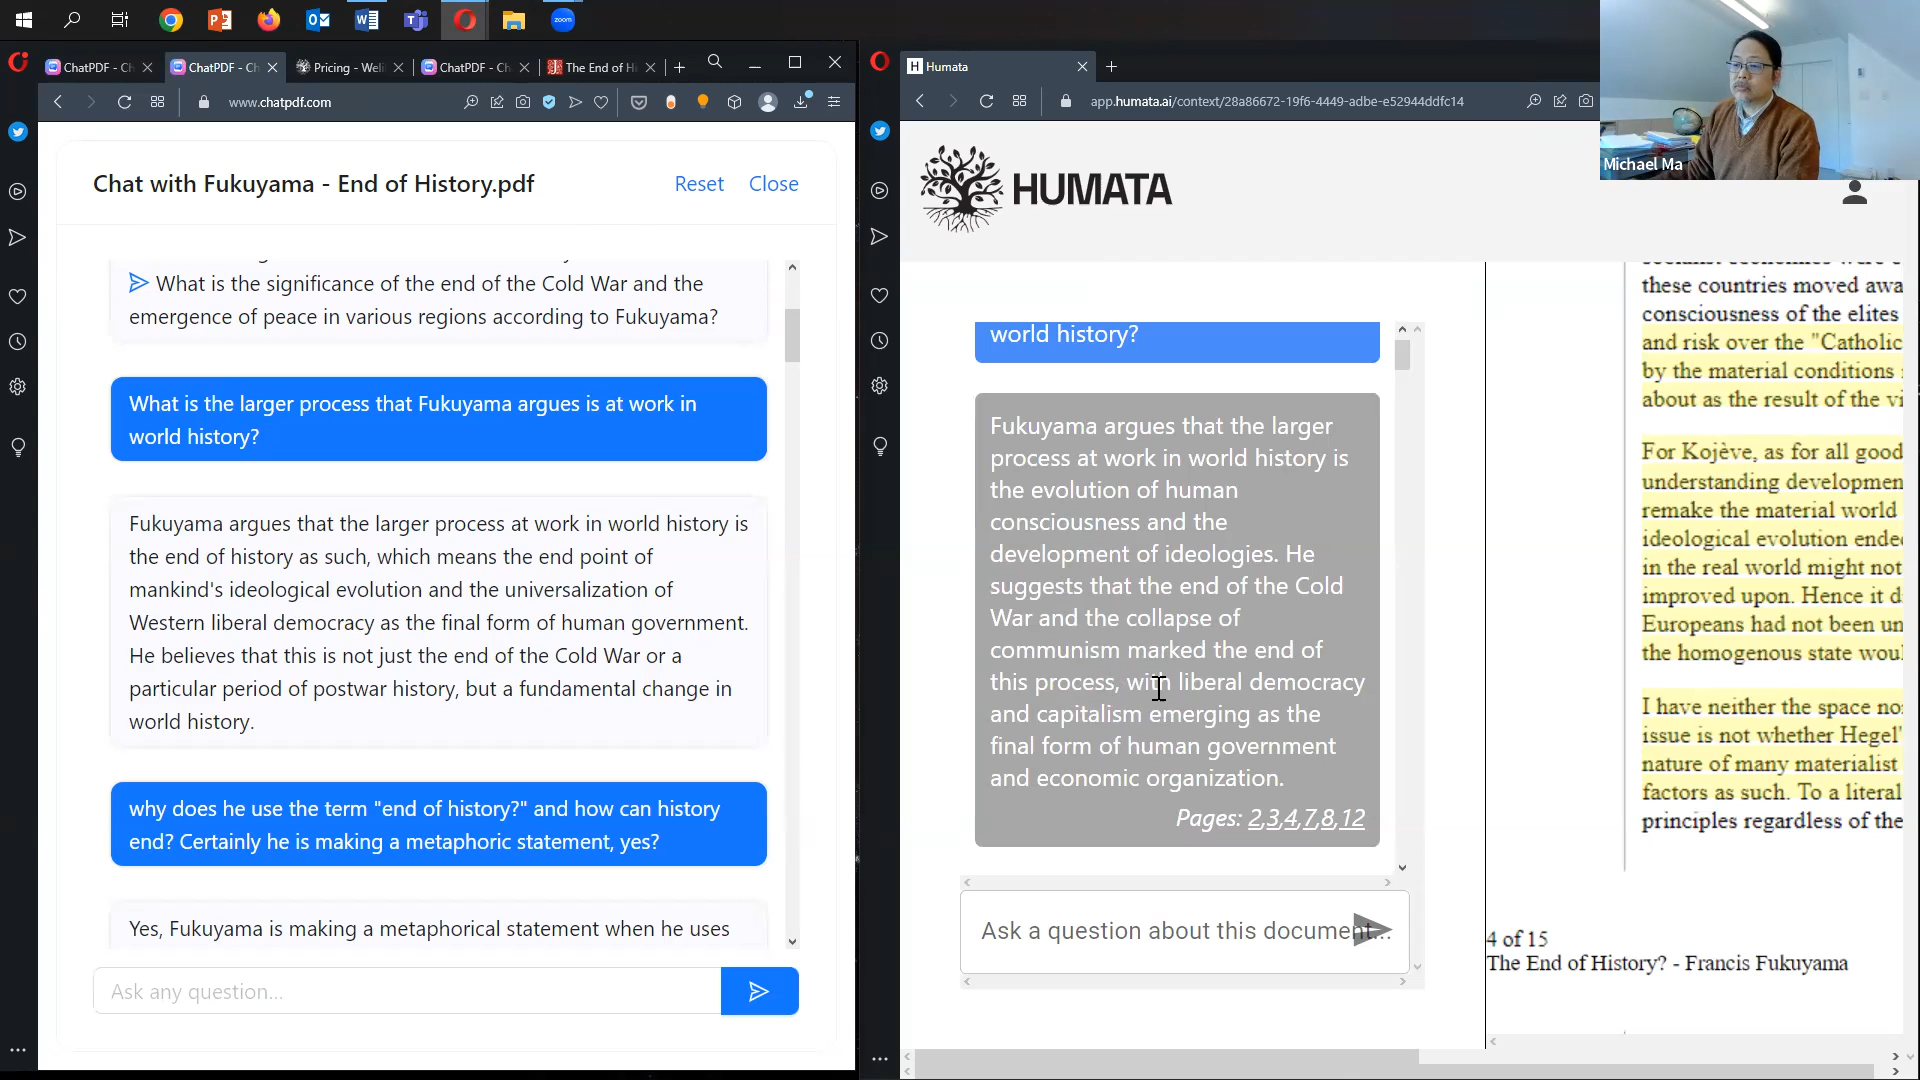 ChatPDF - Ch
ChatPDF - Ch
Pricing - Weli
ChatPDF - Ch
The End of Hi
www.chatpdf.com
Chat with Fukuyama - End of History.pdf
Reset
Close
What is the significance of the end of the Cold War and the
emergence of peace in various regions according to Fukuyama?
What is the larger process that Fukuyama argues is at work in
world history?
Fukuyama argues that the larger process at work in world history is
the end of history as such, which means the end point of
mankind's ideological evolution and the universalization of
Western liberal democracy as the final form of human government.
He believes that this is not just the end of the Cold War or a
particular period of postwar history, but a fundamental change in
world history.
why does he use the term "end of history?" and how can history
end? Certainly he is making a metaphoric statement, yes?
Yes, Fukuyama is making a metaphorical statement when he uses
Ask any question...
Humata
app.humata.ai/context/28a86672-19f6-4449-adbe-e52944ddfc14
Michael Ma
HUMATA
world history?
Fukuyama argues that the larger
process at work in world history is
the evolution of human
consciousness and the
development of ideologies. He
suggests that the end of the Cold
War and the collapse of
communism marked the end of
this process, with liberal democracy
and capitalism emerging as the
final form of human government
and economic organization.
Pages: 2,3,4,7,8,12
Ask a question about this document...
these countries moved awa
consciousness of the elites
and risk over the "Catholic
by the material conditions
about as the result of the vi
For Kojève, as for all good
understanding developmen
remake the material world
ideological evolution ende
in the real world might not
improved upon. Hence it d
Europeans had not been un
the homogenous state woul
I have neither the space no
issue is not whether Hegel'
nature of many materialist
factors as such. To a literal
principles regardless of the
4 of 15
The End of History? - Francis Fukuyama